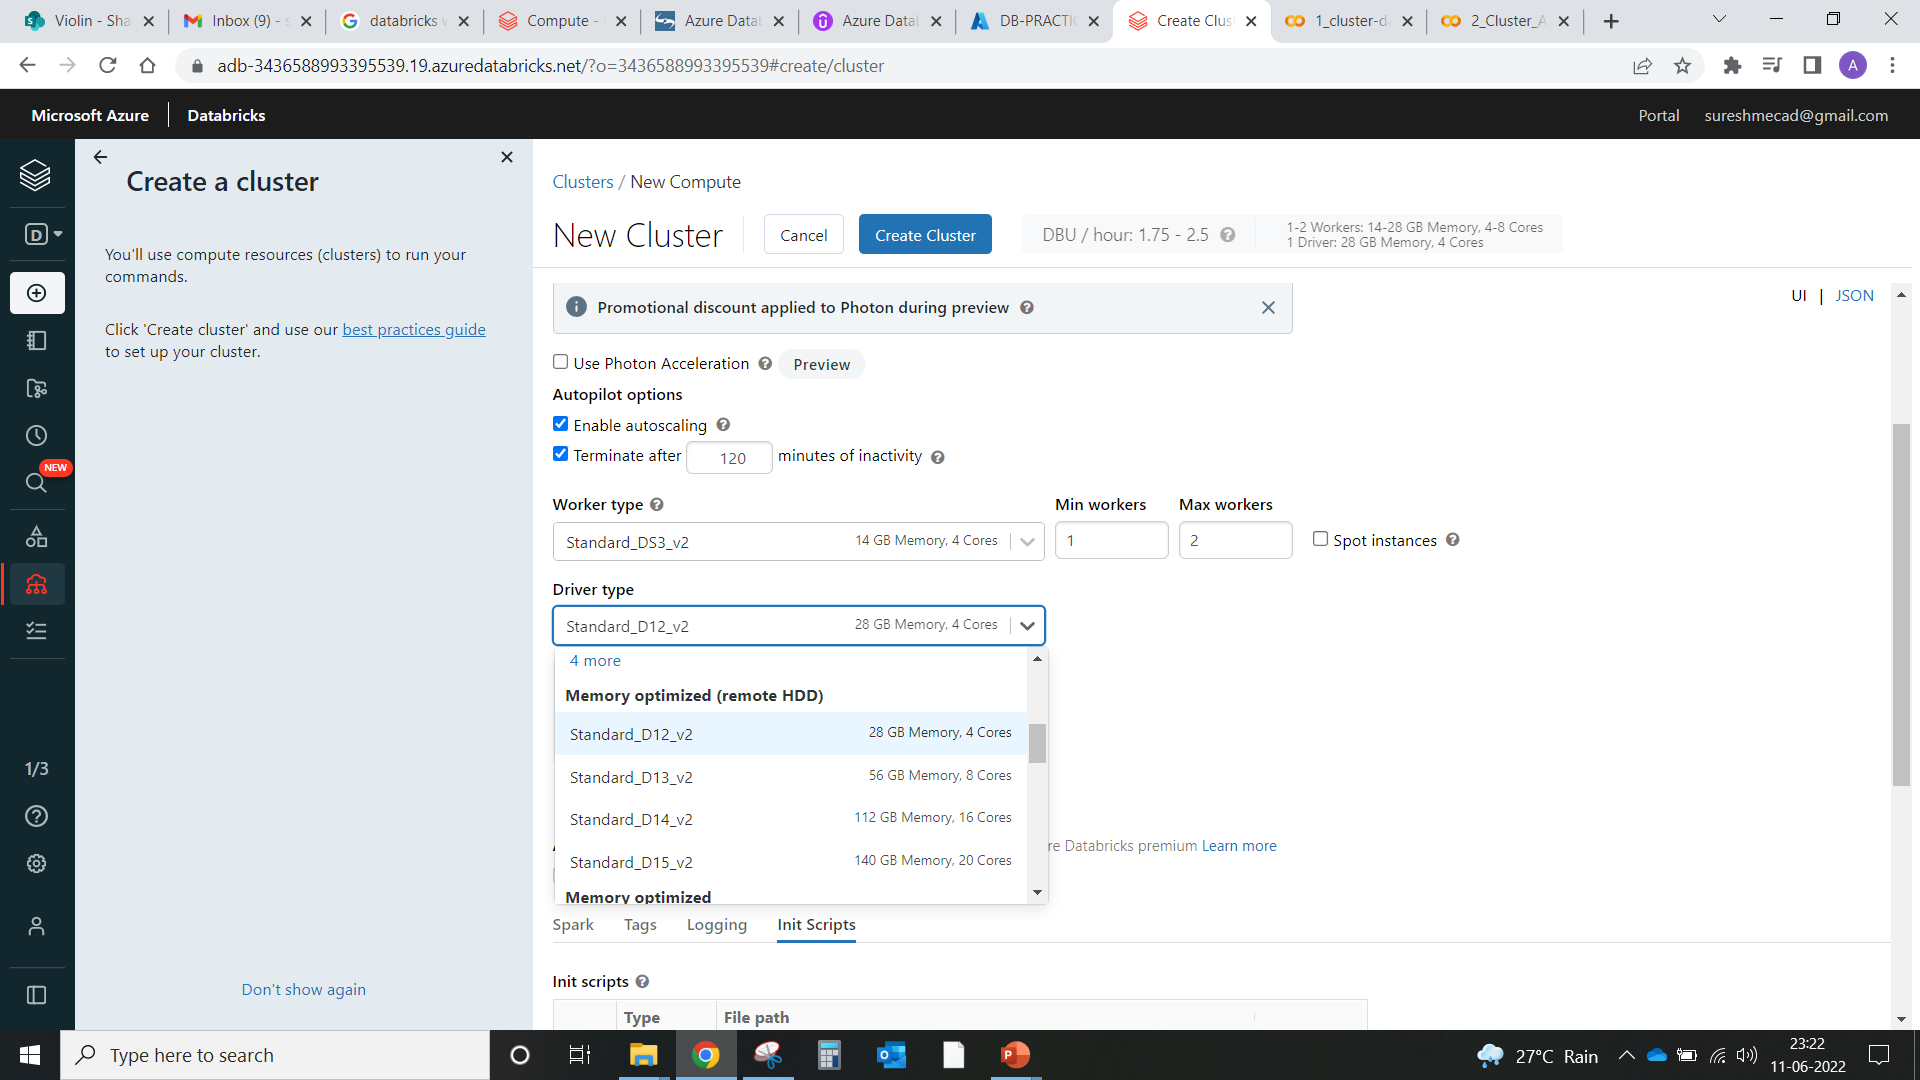 Violin - Sha
Inbox (9) - s
databricks w
Compute -
Azure Datab
Azure Datab
DB-PRACTIC
Create Clust
1_cluster-da
2_Cluster_A
adb-3436588993395539.19.azuredatabricks.net/?o=3436588993395539#create/cluster
A
Microsoft Azure
Databricks
Portal
sureshmecad@gmail.com
D
NEW
1/3
Create a cluster
You'll use compute resources (clusters) to run your
commands.
Click 'Create cluster' and use our best practices guide
to set up your cluster.
Don't show again
Clusters / New Compute
New Cluster
Cancel
Create Cluster
DBU / hour: 1.75 - 2.5
1-2 Workers: 14-28 GB Memory, 4-8 Cores
1 Driver: 28 GB Memory, 4 Cores
UI | JSON
Promotional discount applied to Photon during preview
Use Photon Acceleration
Preview
Autopilot options
Enable autoscaling
Terminate after 120 minutes of inactivity
Worker type
Min workers
Max workers
Standard_DS3_v2 14 GB Memory, 4 Cores
1
2
Spot instances
Driver type
Standard_D12_v2 28 GB Memory, 4 Cores
4 more
Memory optimized (remote HDD)
Standard_D12_v2 28 GB Memory, 4 Cores
Standard_D13_v2 56 GB Memory, 8 Cores
Standard_D14_v2 112 GB Memory, 16 Cores
Standard_D15_v2 140 GB Memory, 20 Cores
Memory optimized
re Databricks premium Learn more
Spark
Tags
Logging
Init Scripts
Init scripts
Type
File path
Type here to search
27°C Rain
23:22
11-06-2022